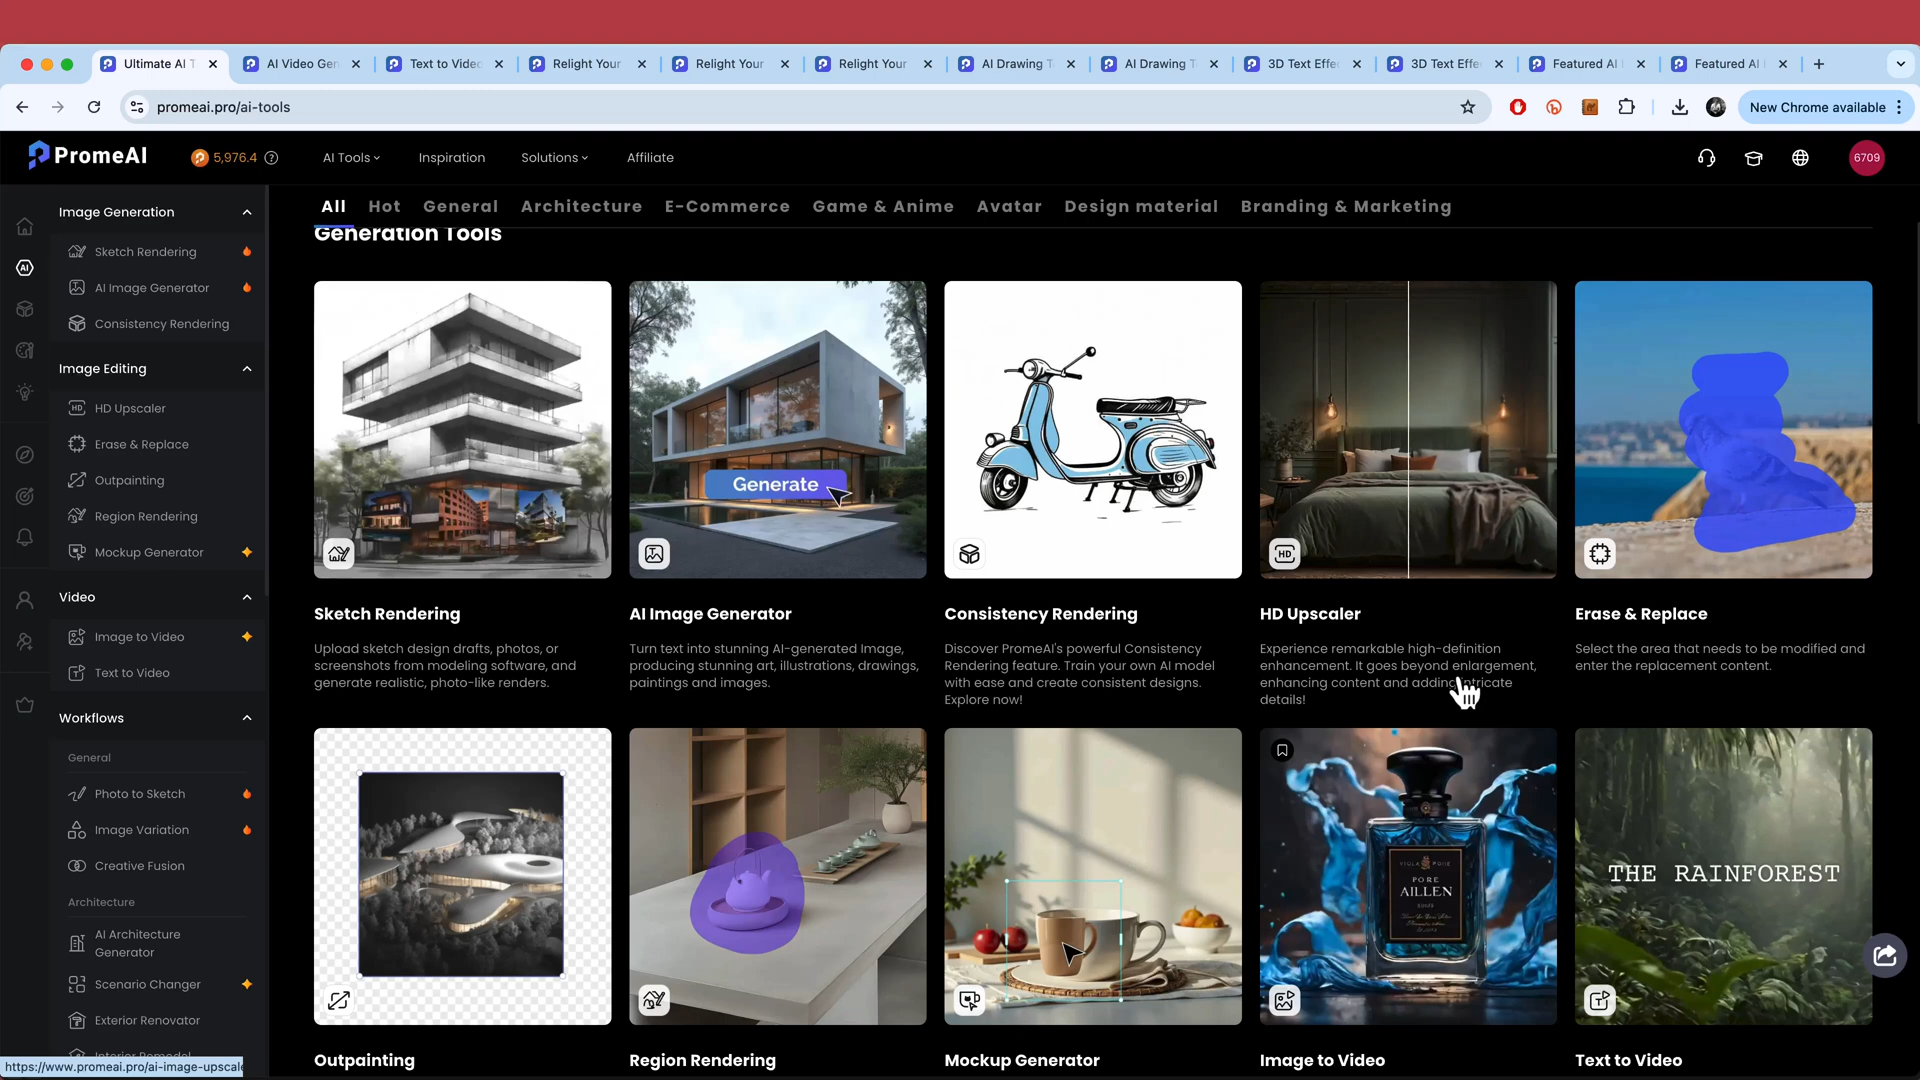 Ultimate AI T
AI Video Gen
Text to Video
Relight Your
Relight Your
Relight Your
AI Drawing T
AI Drawing T
3D Text Effe
3D Text Effe
Featured AI
Featured AI
promeai.pro/ai-tools
New Chrome available
PromeAI
5,976.4
AI Tools
Inspiration
Solutions
Affiliate
6709
Image Generation
Sketch Rendering
AI Image Generator
Consistency Rendering
Image Editing
HD Upscaler
Erase & Replace
Outpainting
Region Rendering
Mockup Generator
Video
Image to Video
Text to Video
Workflows
General
Photo to Sketch
Image Variation
Creative Fusion
Architecture
AI Architecture
Generator
Scenario Changer
Exterior Renovator
Interior Remodel
https://www.promeai.pro/ai-image-upscale
All Hot General Architecture E-Commerce Game & Anime Avatar Design material Branding & Marketing
Generation Tools
Generate
HD
Sketch Rendering
Upload sketch design drafts, photos, or
screenshots from modeling software, and
generate realistic, photo-like renders.
AI Image Generator
Turn text into stunning AI-generated Image,
producing stunning art, illustrations, drawings,
paintings and images.
Consistency Rendering
Discover PromeAI's powerful Consistency
Rendering feature. Train your own AI model
with ease and create consistent designs.
Explore now!
HD Upscaler
Experience remarkable high-definition
enhancement. It goes beyond enlargement,
enhancing content and adding intricate
details!
Erase & Replace
Select the area that needs to be modified and
enter the replacement content.
PORE
AILLEN
THE RAINFOREST
Outpainting
Region Rendering
Mockup Generator
Image to Video
Text to Video